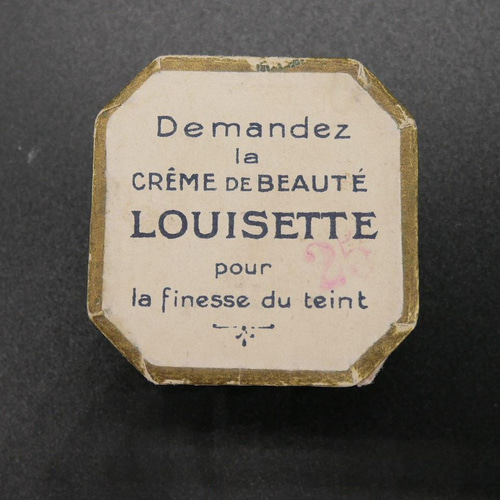 Demandez
la
CRÊME DE BEAUTÉ
LOUISETTE
pour
la finesse du teint